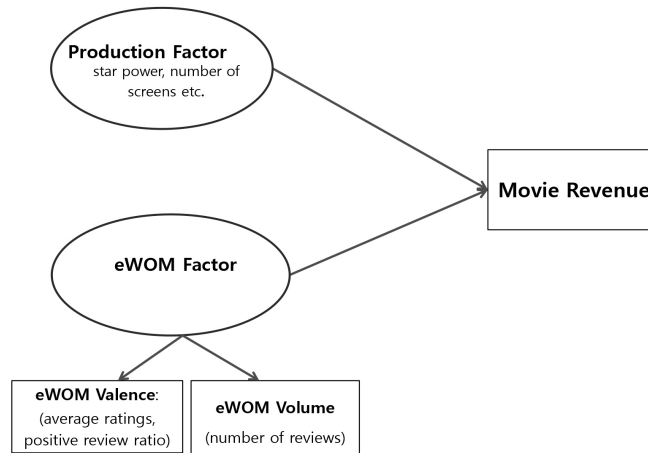 Production Factor
star power, number of
screens etc.
Movie Revenue
eWOM Factor
eWOM Valence:
(average ratings,
positive review ratio)
eWOM Volume
(number of reviews)